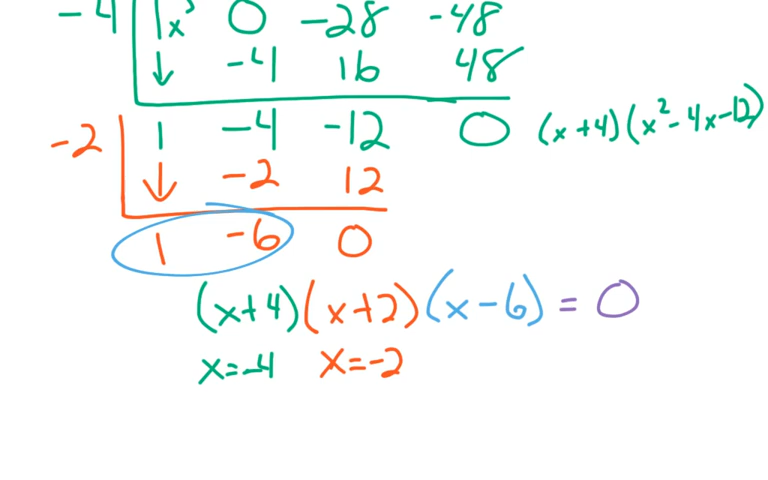 -4 1x³ 0 -28 -48
↓ -4 16 48
-2 1 -4 -12 0 (x+4)(x²-4x-12)
↓ -2 12
1 -6 0
(x+4)(x+2)(x-6) = 0
x=-4 x=-2